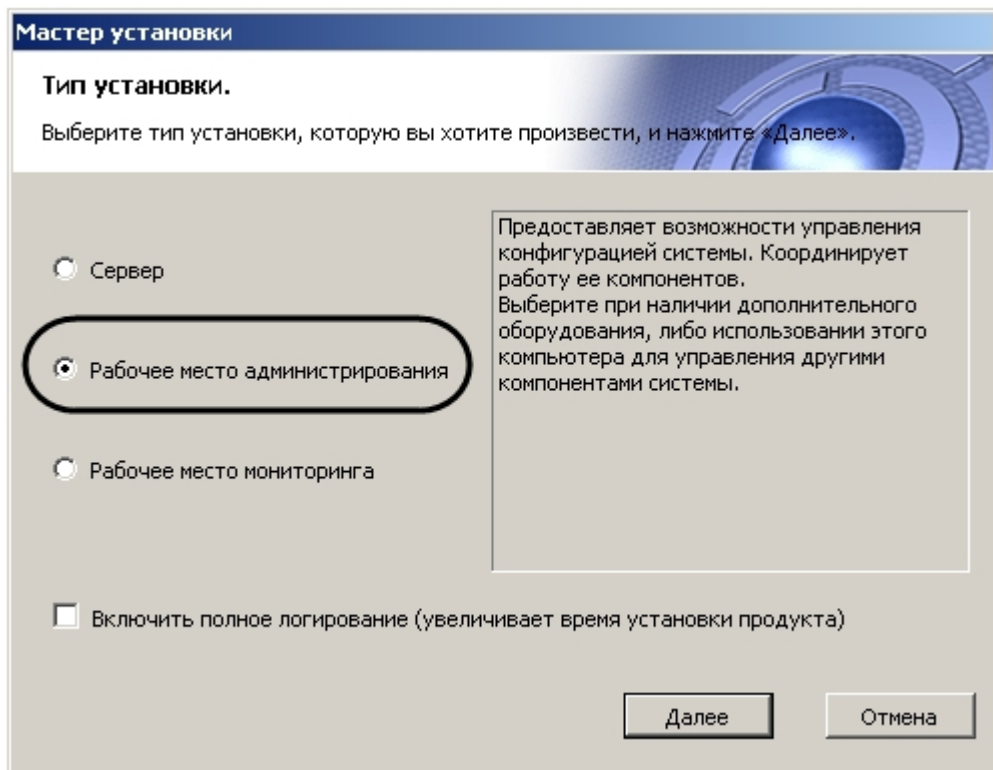 Мастер установки
Тип установки.
Выберите тип установки, которую вы хотите произвести, и нажмите «Далее».
Сервер
Рабочее место администрирования
Рабочее место мониторинга
Предоставляет возможности управления
конфигурацией системы. Координирует
работу ее компонентов.
Выберите при наличии дополнительного
оборудования, либо использовании этого
компьютера для управления другими
компонентами системы.
Включить полное логирование (увеличивает время установки продукта)
Далее
Отмена